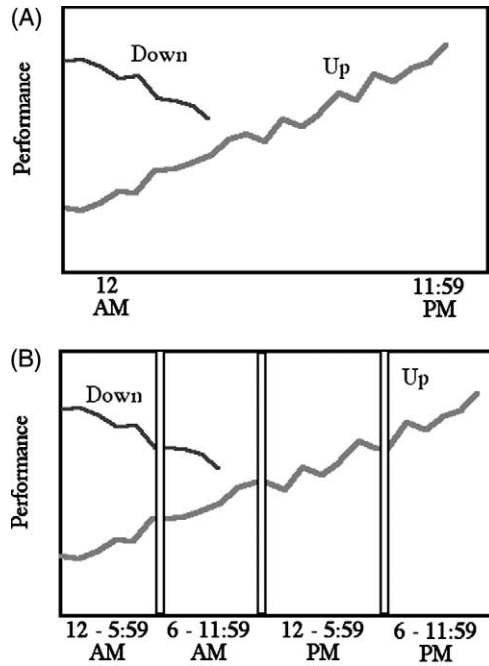 (A)
Down
Up
Performance
12
AM
11:59
PM
(B)
Down
Up
Performance
12 - 5:59
AM
6 - 11:59
AM
12 - 5:59
PM
6 - 11:59
PM